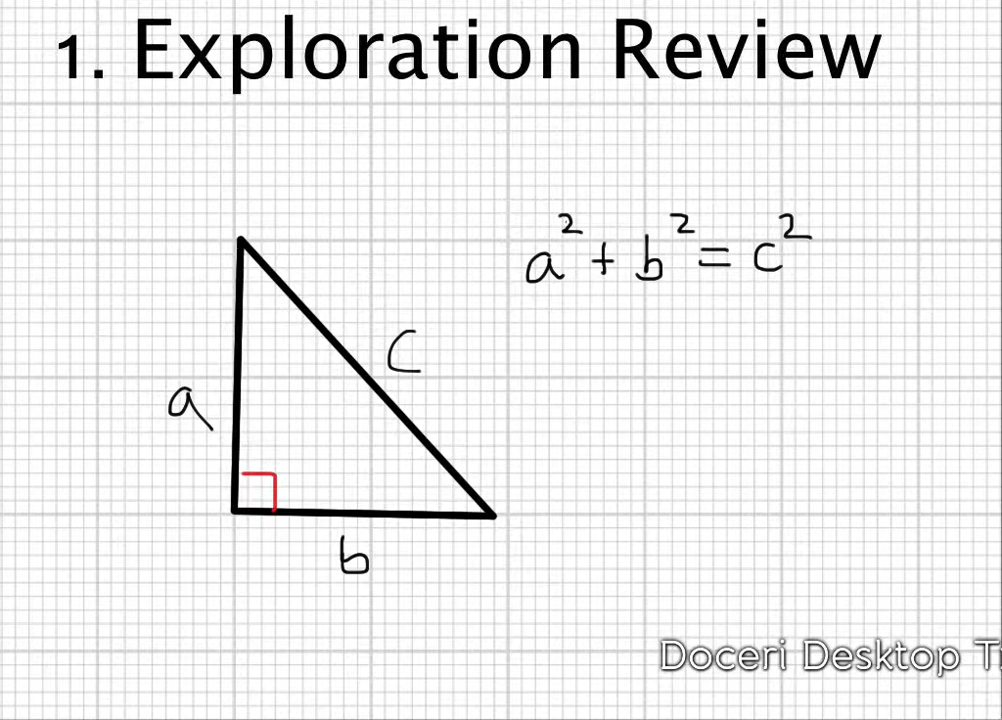 1. Exploration Review
a² + b² = c²
c
a
b
Doceri Desktop